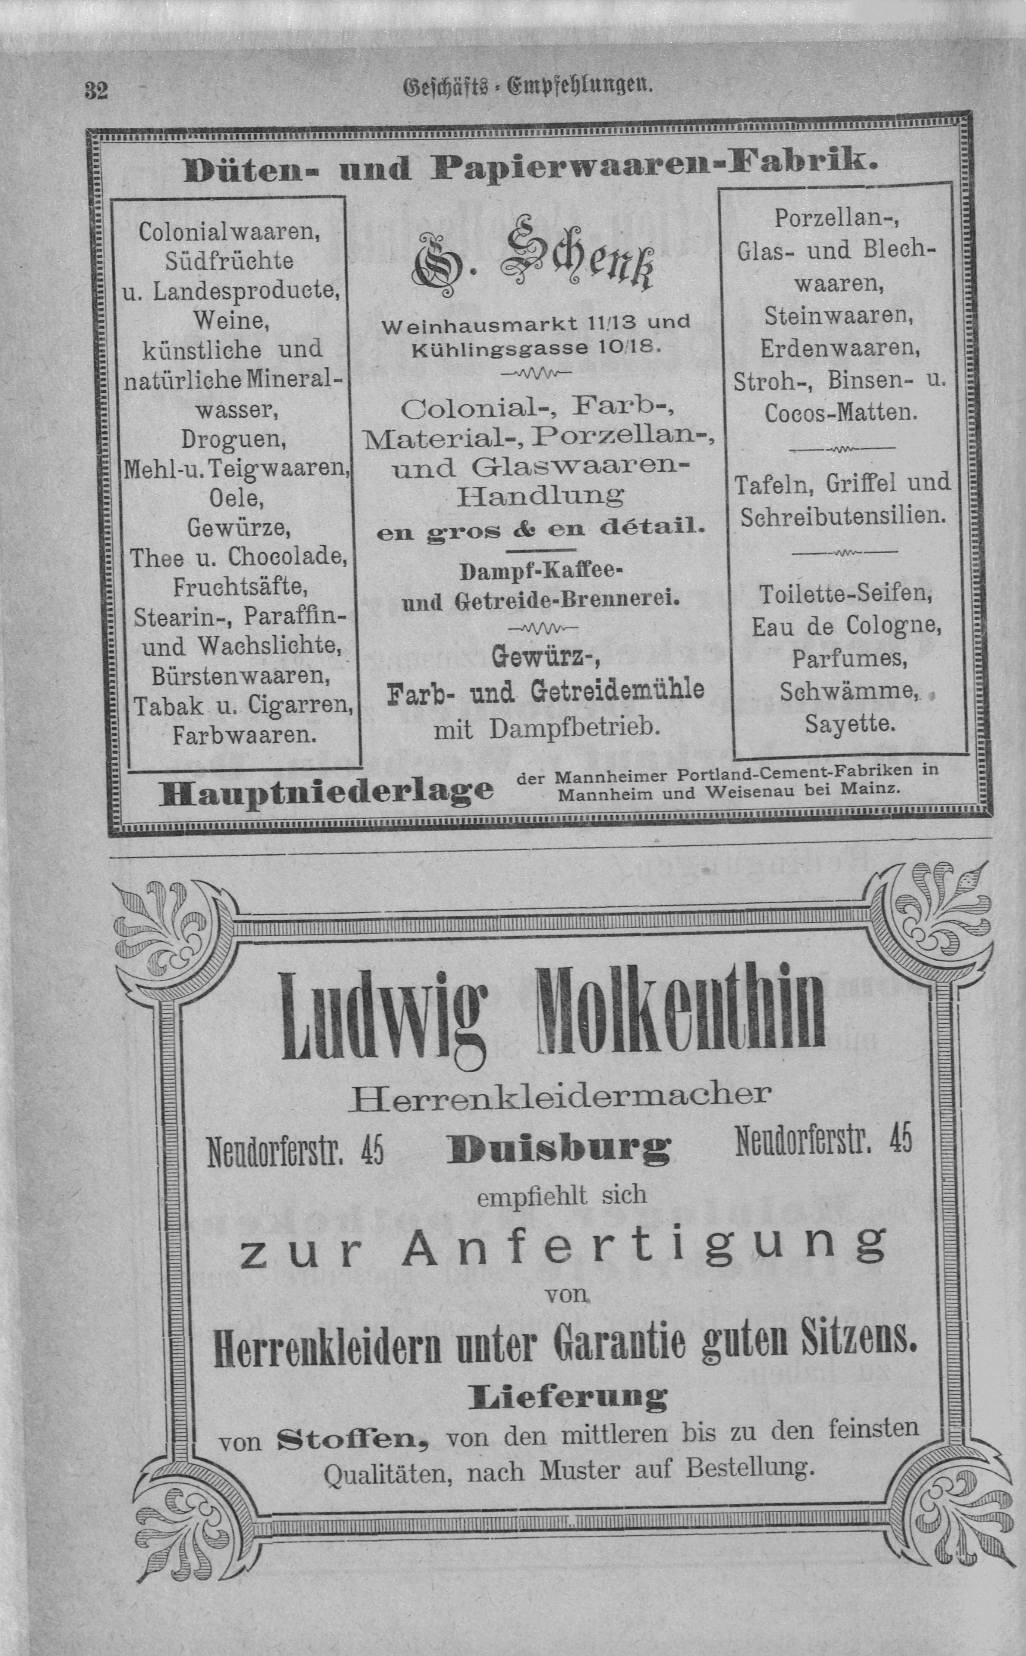 32
Geschäfts-Empfehlungen.
Düten- und Papierwaaren-Fabrik.
Colonialwaaren,
Südfrüchte
u. Landesproducte,
Weine,
künstliche und
natürliche Mineral-
wasser,
Droguen,
Mehl-u. Teigwaaren,
Oele,
Gewürze,
Thee u. Chocolade,
Fruchtsäfte,
Stearin-, Paraffin-
und Wachslichte,
Bürstenwaaren,
Tabak u. Cigarren,
Farbwaaren.
Schenk
Weinhausmarkt 11/13 und
Kühlingsgasse 10/18.
Colonial-, Farb-,
Material-, Porzellan-,
und Glaswaaren-
Handlung
en gros & en détail.
Dampf-Kaffee-
und Getreide-Brennerei.
Gewürz-,
Farb- und Getreidemühle
mit Dampfbetrieb.
Porzellan-,
Glas- und Blech-
waaren,
Steinwaaren,
Erdenwaaren,
Stroh-, Binsen- u.
Cocos-Matten.
Tafeln, Griffel und
Schreibutensilien.
Toilette-Seifen,
Eau de Cologne,
Parfumes,
Schwämme,
Sayette.
Hauptniederlage der Mannheimer Portland-Cement-Fabriken in
Mannheim und Weisenau bei Mainz.
Ludwig Molkenthin
Herrenkleidermacher
Neudorferstr. 45 Duisburg Neudorferstr. 45
empfiehlt sich
zur Anfertigung
von
Herrenkleidern unter Garantie guten Sitzens.
Lieferung
von Stoffen, von den mittleren bis zu den feinsten
Qualitäten, nach Muster auf Bestellung.